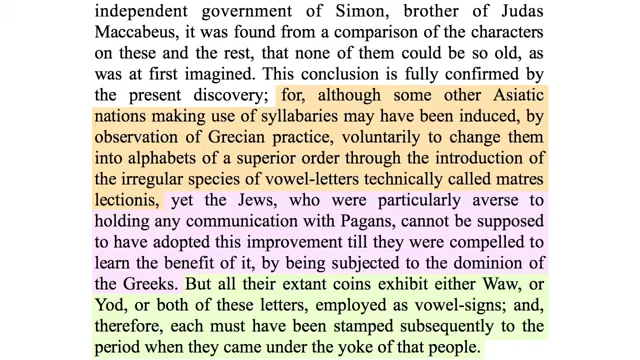 independent government of Simon, brother of Judas
Maccabeus, it was found from a comparison of the characters
on these and the rest, that none of them could be so old, as
was at first imagined. This conclusion is fully confirmed by
the present discovery; for, although some other Asiatic
nations making use of syllabaries may have been induced, by
observation of Grecian practice, voluntarily to change them
into alphabets of a superior order through the introduction of
the irregular species of vowel-letters technically called matres
lectionis, yet the Jews, who were particularly averse to
holding any communication with Pagans, cannot be supposed
to have adopted this improvement till they were compelled to
learn the benefit of it, by being subjected to the dominion of
the Greeks. But all their extant coins exhibit either Waw, or
Yod, or both of these letters, employed as vowel-signs; and,
therefore, each must have been stamped subsequently to the
period when they came under the yoke of that people.